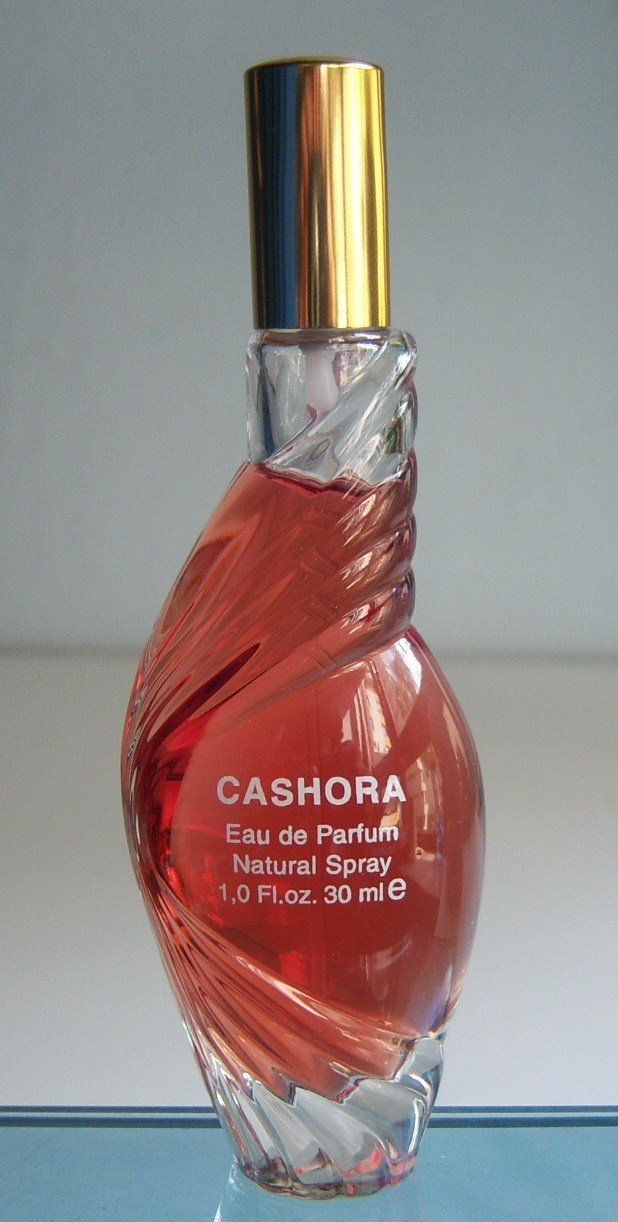 CASHORA
Eau de Parfum
Natural Spray
1,0 Fl.oz. 30 ml e